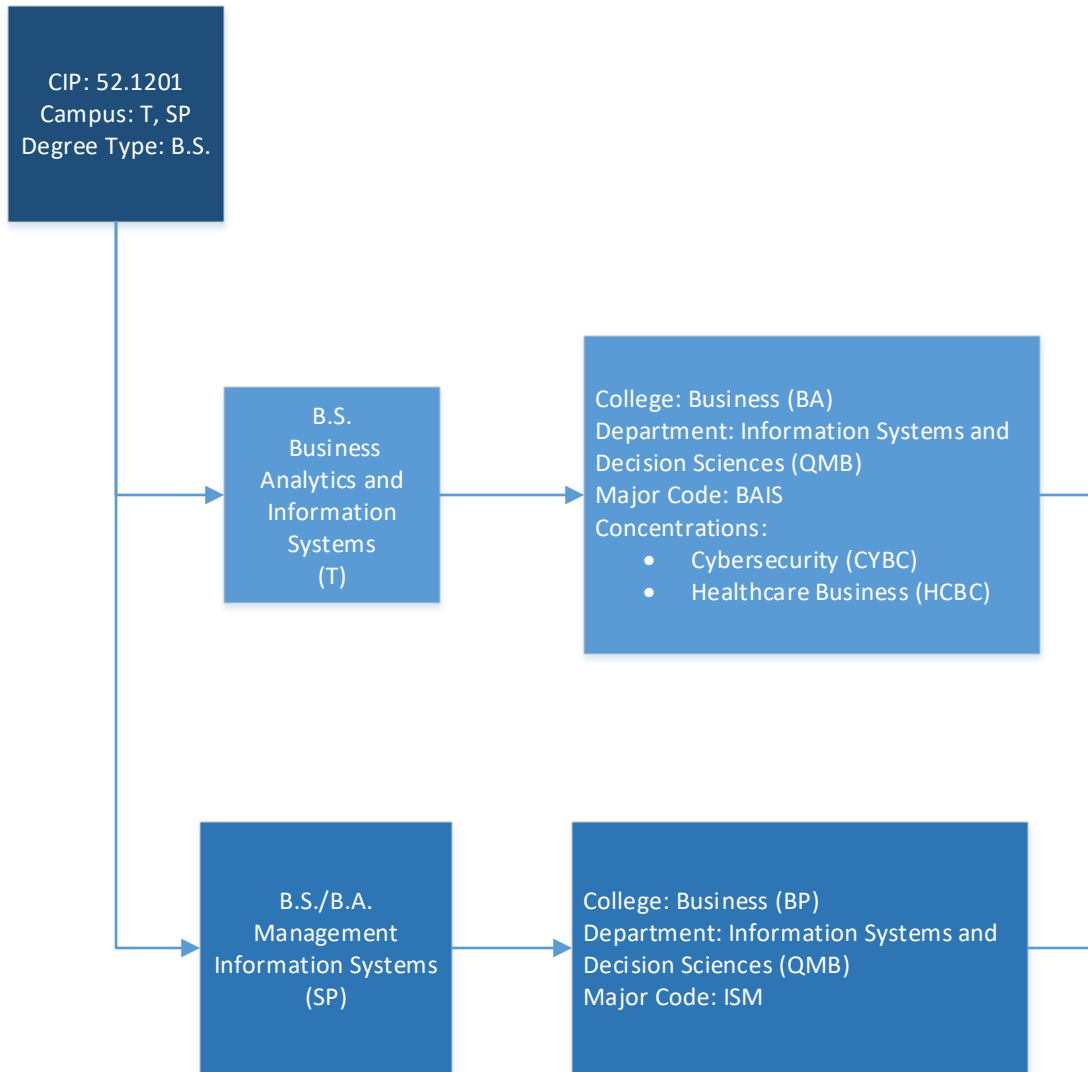 CIP: 52.1201
Campus: T, SP
Degree Type: B.S.
B.S.
Business
Analytics and
Information
Systems
(T)
College: Business (BA)
Department: Information Systems and
Decision Sciences (QMB)
Major Code: BAIS
Concentrations:
• Cybersecurity (CYBC)
• Healthcare Business (HCBC)
B.S./B.A.
Management
Information Systems
(SP)
College: Business (BP)
Department: Information Systems and
Decision Sciences (QMB)
Major Code: ISM